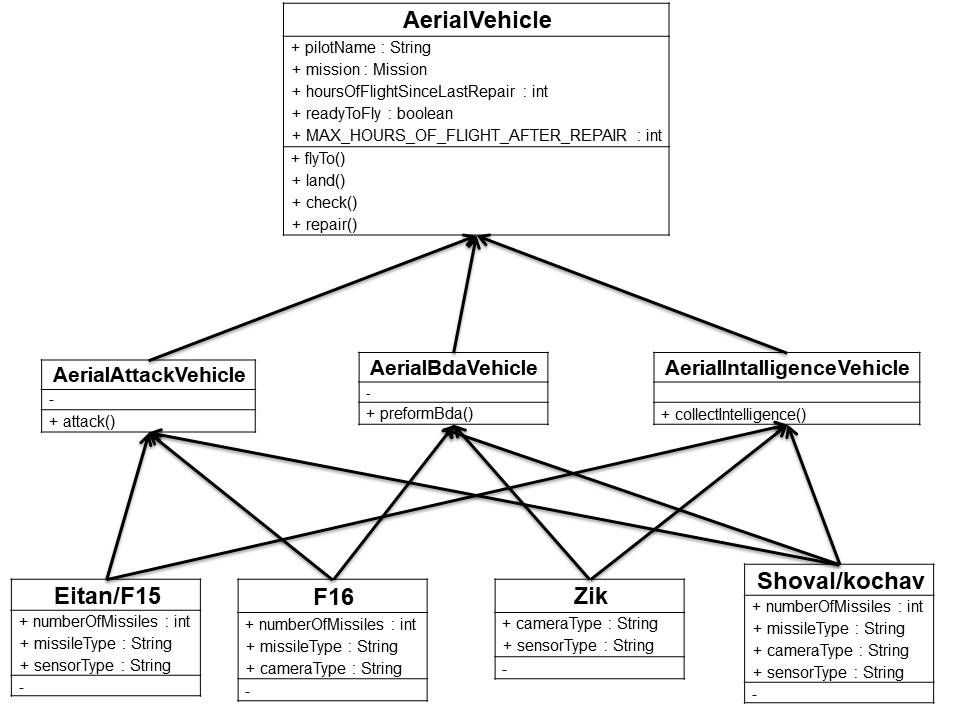 AerialVehicle
+ pilotName : String
+ mission : Mission
+ hoursOfFlightSinceLastRepair : int
+ readyToFly : boolean
+ MAX_HOURS_OF_FLIGHT_AFTER_REPAIR : int
+ flyTo()
+ land()
+ check()
+ repair()
AerialAttackVehicle
-
+ attack()
AerialBdaVehicle
-
+ preformBda()
AerialIntalligenceVehicle
+ collectIntelligence()
Eitan/F15
+ numberOfMissiles : int
+ missileType : String
+ sensorType : String
-
F16
+ numberOfMissiles : int
+ missileType : String
+ cameraType : String
-
Zik
+ cameraType : String
+ sensorType : String
-
Shoval/kochav
+ numberOfMissiles : int
+ missileType : String
+ cameraType : String
+ sensorType : String
-